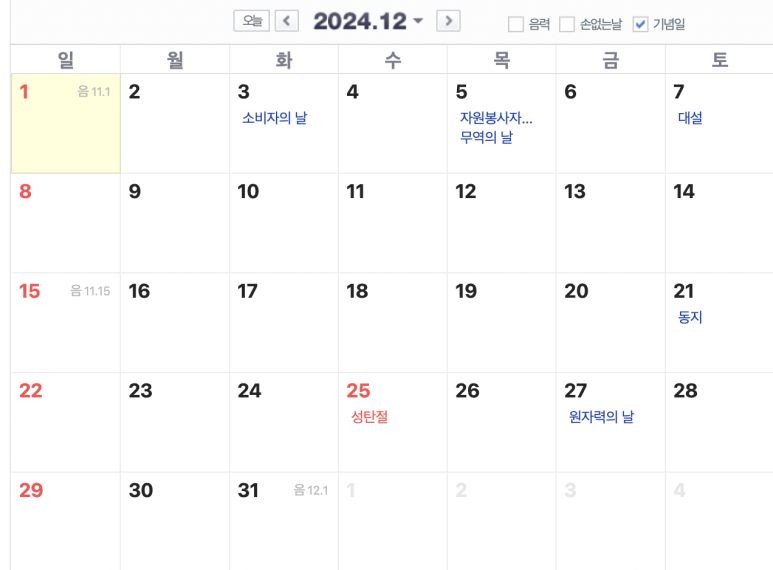 오늘 < 2024.12 > 음력 손없는날 기념일
일 월 화 수 목 금 토
1 음 11.1 2 3 4 5 6 7
소비자의 날 자원봉사자... 대설
무역의 날
8 9 10 11 12 13 14
15 음 11.15 16 17 18 19 20 21
동지
22 23 24 25 26 27 28
성탄절 원자력의 날
29 30 31 음 12.1 1 2 3 4